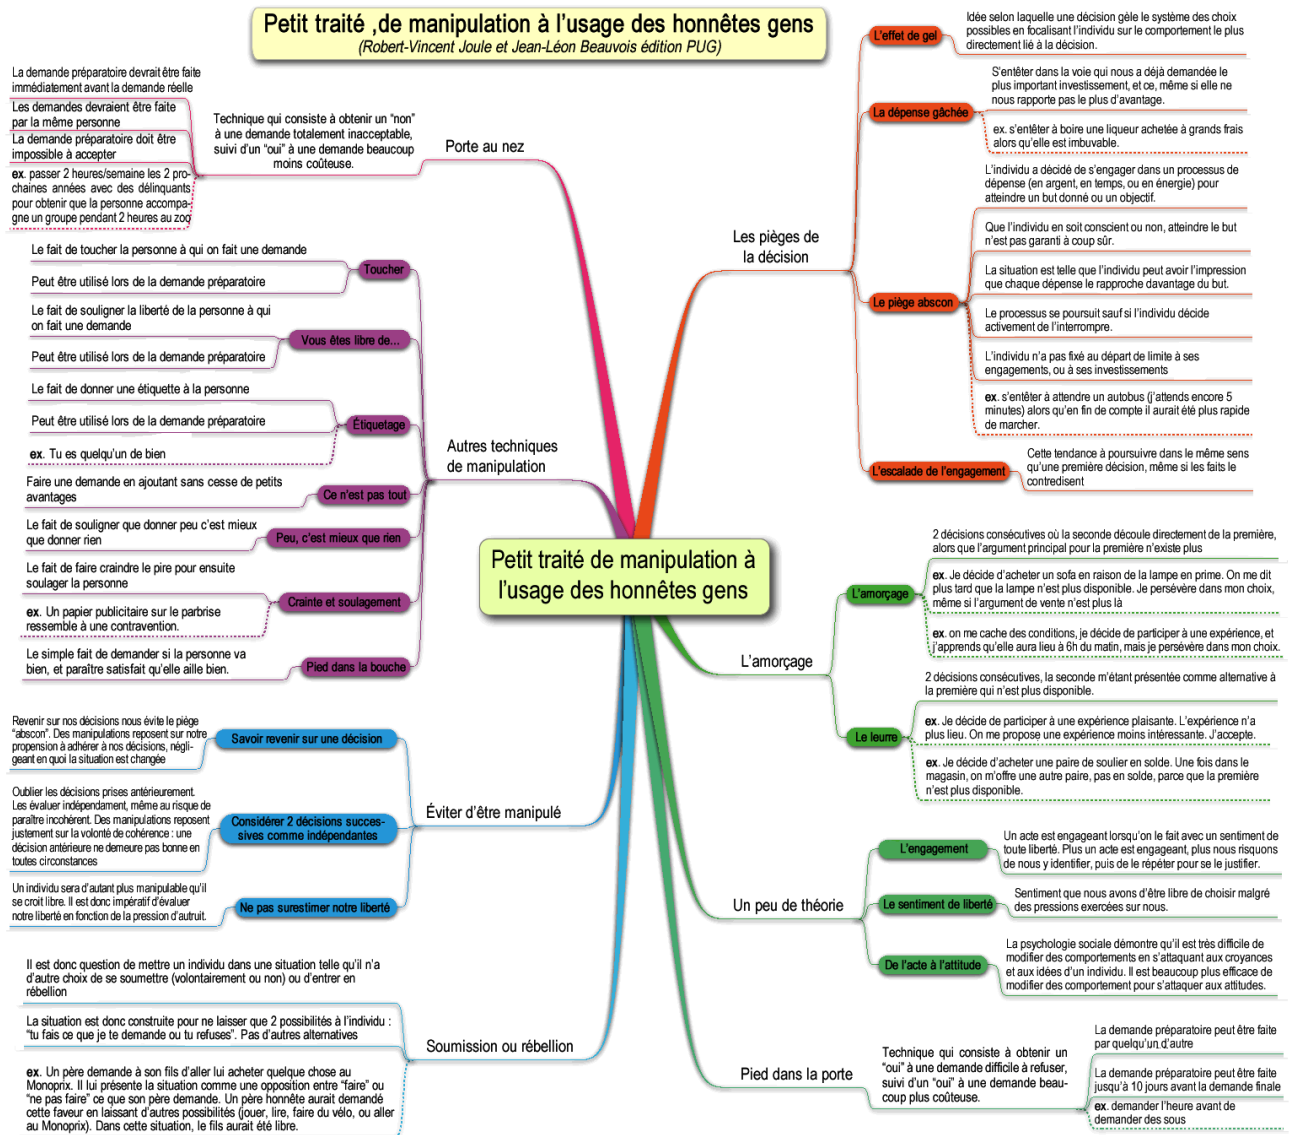 Petit traité ,de manipulation à l'usage des honnêtes gens
(Robert-Vincent Joule et Jean-Léon Beauvois édition PUG)
La demande préparatoire devrait être faite
immédiatement avant la demande réelle
Les demandes devraient être faite
par la même personne
La demande préparatoire doit être
impossible à accepter
ex. passer 2 heures/semaine les 2 pro-
chaines années avec des délinquants
pour obtenir que la personne accompa-
gne un groupe pendant 2 heures au zoo
Technique qui consiste à obtenir un "non"
à une demande totalement inacceptable,
suivi d'un "oui" à une demande beaucoup
moins coûteuse.
Porte au nez
Le fait de toucher la personne à qui on fait une demande
Peut être utilisé lors de la demande préparatoire
Toucher
Le fait de souligner la liberté de la personne à qui
on fait une demande
Peut être utilisé lors de la demande préparatoire
Vous êtes libre de...
Le fait de donner une étiquette à la personne
Peut être utilisé lors de la demande préparatoire
ex. Tu es quelqu'un de bien
Étiquetage
Faire une demande en ajoutant sans cesse de petits
avantages
Ce n'est pas tout
Le fait de souligner que donner peu c'est mieux
que donner rien
Peu, c'est mieux que rien
Le fait de faire craindre le pire pour ensuite
soulager la personne
ex. Un papier publicitaire sur le parbrise
ressemble à une contravention.
Crainte et soulagement
Le simple fait de demander si la personne va
bien, et paraître satisfait qu'elle aille bien.
Pied dans la bouche
Autres techniques
de manipulation
Revenir sur nos décisions nous évite le piège
"abscon". Des manipulations reposent sur notre
propension à adhérer à nos décisions, négli-
geant en quoi la situation est changée
Savoir revenir sur une décision
Oublier les décisions prises antérieurement.
Les évaluer indépendament, même au risque de
paraître incohérent. Des manipulations reposent
justement sur la volonté de cohérence : une
décision antérieure ne demeure pas bonne en
toutes circonstances
Considérer 2 décisions succes-
sives comme indépendantes
Un individu sera d'autant plus manipulable qu'il
se croit libre. Il est donc impératif d'évaluer
notre liberté en fonction de la pression d'autruit.
Ne pas surestimer notre liberté
Éviter d'être manipulé
Il est donc question de mettre un individu dans une situation telle qu'il n'a
d'autre choix de se soumettre (volontairement ou non) ou d'entrer en
rébellion
La situation est donc construite pour ne laisser que 2 possibilités à l'individu :
"tu fais ce que je te demande ou tu refuses". Pas d'autres alternatives
ex. Un père demande à son fils d'aller lui acheter quelque chose au
Monoprix. Il lui présente la situation comme une opposition entre "faire" ou
"ne pas faire" ce que son père demande. Un père honnête aurait demandé
cette faveur en laissant d'autres possibilités (jouer, lire, faire du vélo, ou aller
au Monoprix). Dans cette situation, le fils aurait été libre.
Soumission ou rébellion
Petit traité de manipulation à
l'usage des honnêtes gens
Les pièges de
la décision
L'effet de gel
Idée selon laquelle une décision gèle le système des choix
possibles en focalisant l'individu sur le comportement le plus
directement lié à la décision.
La dépense gâchée
S'entêter dans la voie qui nous a déjà demandée le
plus important investissement, et ce, même si elle ne
nous rapporte pas le plus d'avantage.
ex. s'entêter à boire une liqueur achetée à grands frais
alors qu'elle est imbuvable.
Le piège abscon
L'individu a décidé de s'engager dans un processus de
dépense (en argent, en temps, ou en énergie) pour
atteindre un but donné ou un objectif.
Que l'individu en soit conscient ou non, atteindre le but
n'est pas garanti à coup sûr.
La situation est telle que l'individu peut avoir l'impression
que chaque dépense le rapproche davantage du but.
Le processus se poursuit sauf si l'individu décide
activement de l'interrompre.
L'individu n'a pas fixé au départ de limite à ses
engagements, ou à ses investissements
ex. s'entêter à attendre un autobus (j'attends encore 5
minutes) alors qu'en fin de compte il aurait été plus rapide
de marcher.
L'escalade de l'engagement
Cette tendance à poursuivre dans le même sens
qu'une première décision, même si les faits le
contredisent
L'amorçage
L'amorçage
2 décisions consécutives où la seconde découle directement de la première,
alors que l'argument principal pour la première n'existe plus
ex. Je décide d'acheter un sofa en raison de la lampe en prime. On me dit
plus tard que la lampe n'est plus disponible. Je persévère dans mon choix,
même si l'argument de vente n'est plus là
ex. on me cache des conditions, je décide de participer à une expérience, et
j'apprends qu'elle aura lieu à 6h du matin, mais je persévère dans mon choix.
Le leurre
2 décisions consécutives, la seconde m'étant présentée comme alternative à
la première qui n'est plus disponible.
ex. Je décide de participer à une expérience plaisante. L'expérience n'a
plus lieu. On me propose une expérience moins intéressante. J'accepte.
ex. Je décide d'acheter une paire de soulier en solde. Une fois dans le
magasin, on m'offre une autre paire, pas en solde, parce que la première
n'est plus disponible.
Un peu de théorie
L'engagement
Un acte est engageant lorsqu'on le fait avec un sentiment de
toute liberté. Plus un acte est engageant, plus nous risquons
de nous y identifier, puis de le répéter pour se le justifier.
Le sentiment de liberté
Sentiment que nous avons d'être libre de choisir malgré
des pressions exercées sur nous.
De l'acte à l'attitude
La psychologie sociale démontre qu'il est très difficile de
modifier des comportements en s'attaquant aux croyances
et aux idées d'un individu. Il est beaucoup plus efficace de
modifier des comportement pour s'attaquer aux attitudes.
Pied dans la porte
Technique qui consiste à obtenir un
"oui" à une demande difficile à refuser,
suivi d'un "oui" à une demande beau-
coup plus coûteuse.
La demande préparatoire peut être faite
par quelqu'un d'autre
La demande préparatoire peut être faite
jusqu'à 10 jours avant la demande finale
ex. demander l'heure avant de
demander des sous